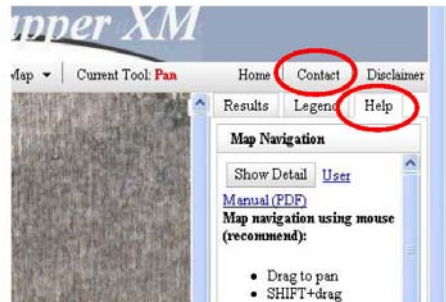 apper XM
Map Current Tool: Pan Home Contact Disclaimer
Results Legend Help
Map Navigation
Show Detail User
Manual (PDF)
Map navigation using mouse
(recommend):
• Drag to pan
• SHIFT+drag